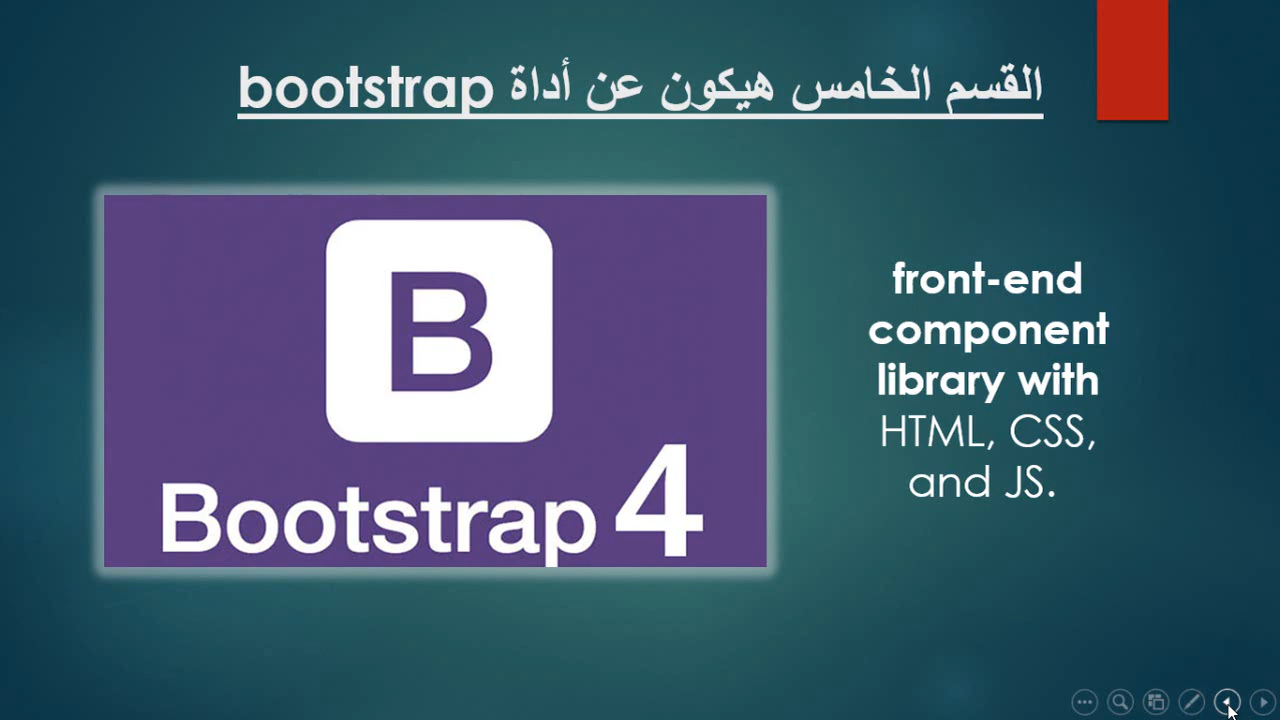 القسم الخامس هيكون عن أداة bootstrap
B
Bootstrap 4
front-end
component
library with
HTML, CSS,
and JS.